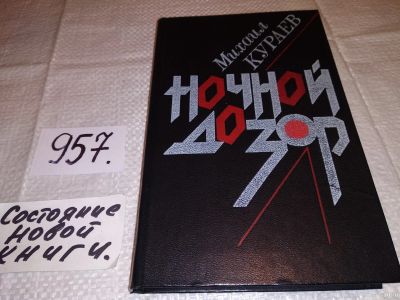 Михаил
КУРАЕВ
НОЧНОЙ
ДОЗОР
957.
Состояние
новой
книги.